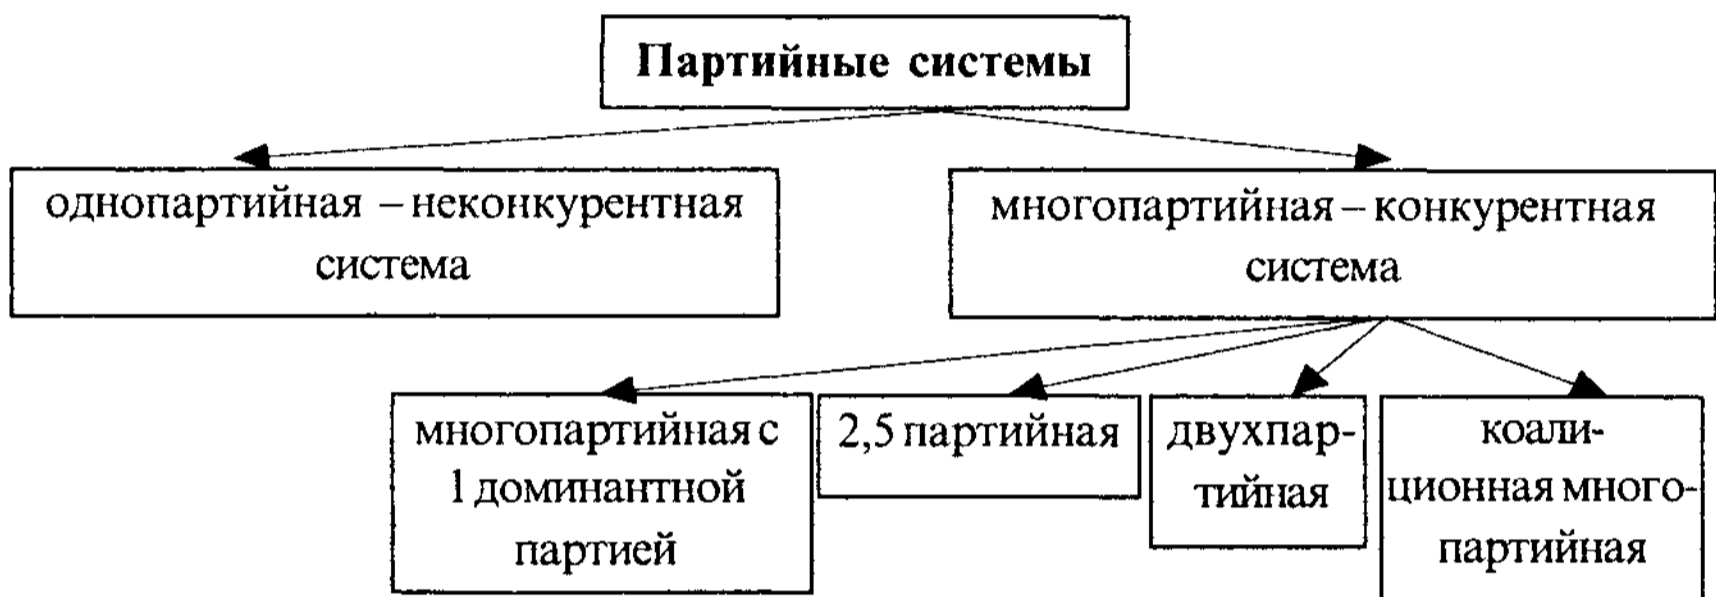 Партийные системы
однопартийная – неконкурентная
система
многопартийная – конкурентная
система
многопартийная с
1 доминантной
партией
2,5 партийная
двухпар-
тийная
коали-
ционная много-
партийная